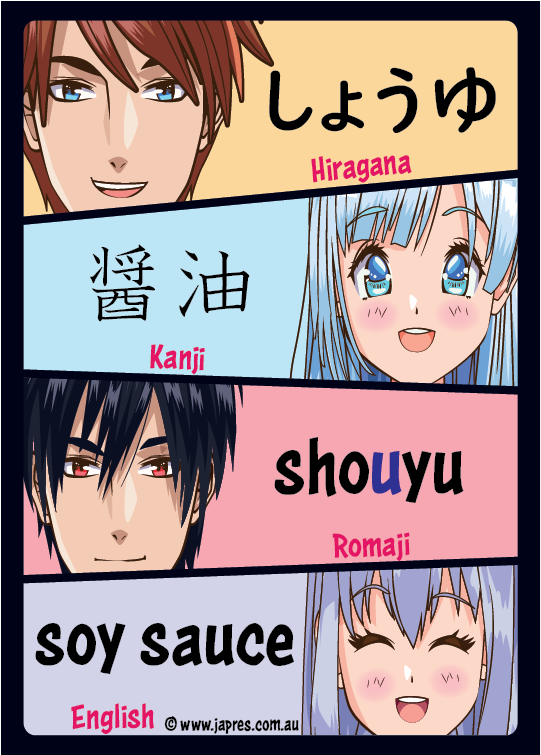 しょうゆ
Hiragana
醤油
Kanji
shouyu
Romaji
soy sauce
English © www.japres.com.au